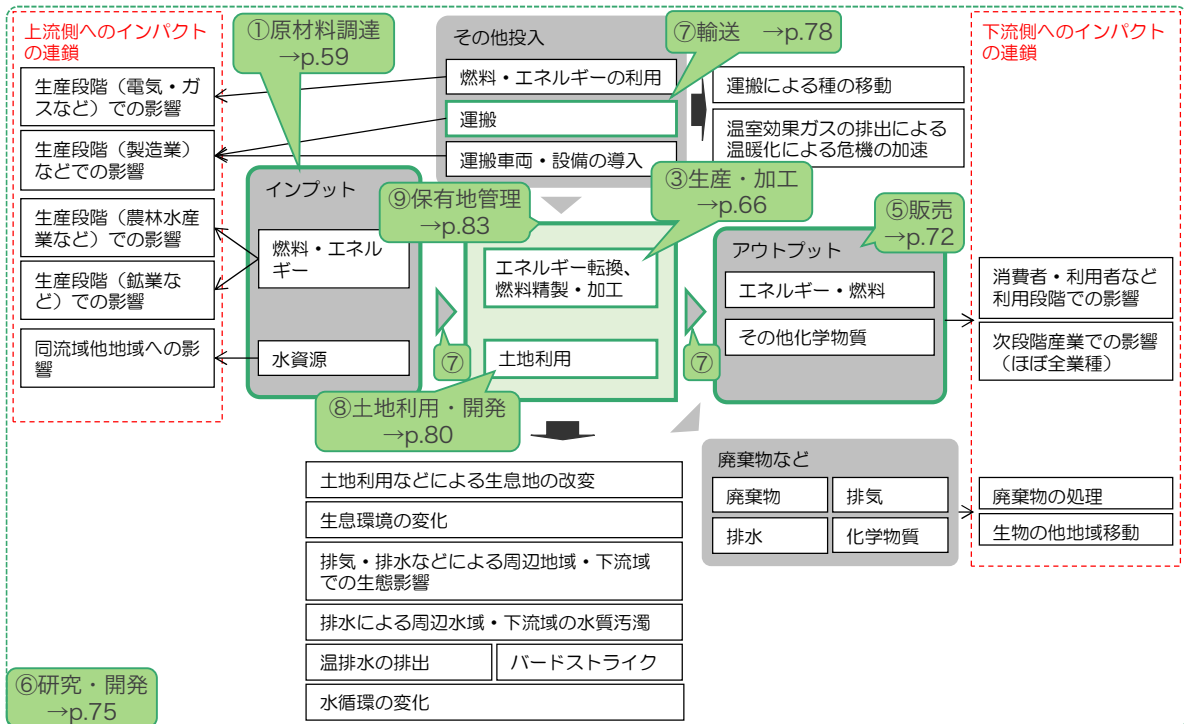 上流側へのインパクト
の連鎖
生産段階（電気・ガ
スなど）での影響
生産段階（製造業）
などでの影響
生産段階（農林水産
業など）での影響
生産段階（鉱業な
ど）での影響
同流域他地域への影
響
①原材料調達
→p.59
インプット
燃料・エネル
ギー
水資源
その他投入
燃料・エネルギーの利用
運搬
運搬車両・設備の導入
⑦輸送 →p.78
運搬による種の移動
温室効果ガスの排出による
温暖化による危機の加速
⑨保有地管理
→p.83
③生産・加工
→p.66
エネルギー転換、
燃料精製・加工
土地利用
⑦
⑦
⑧土地利用・開発
→p.80
⑤販売
→p.72
アウトプット
エネルギー・燃料
その他化学物質
下流側へのインパクト
の連鎖
消費者・利用者など
利用段階での影響
次段階産業での影響
（ほぼ全業種）
廃棄物など
廃棄物
排気
排水
化学物質
廃棄物の処理
生物の他地域移動
土地利用などによる生息地の改変
生息環境の変化
排気・排水などによる周辺地域・下流域
での生態影響
排水による周辺水域・下流域の水質汚濁
温排水の排出
バードストライク
水循環の変化
⑥研究・開発
→p.75